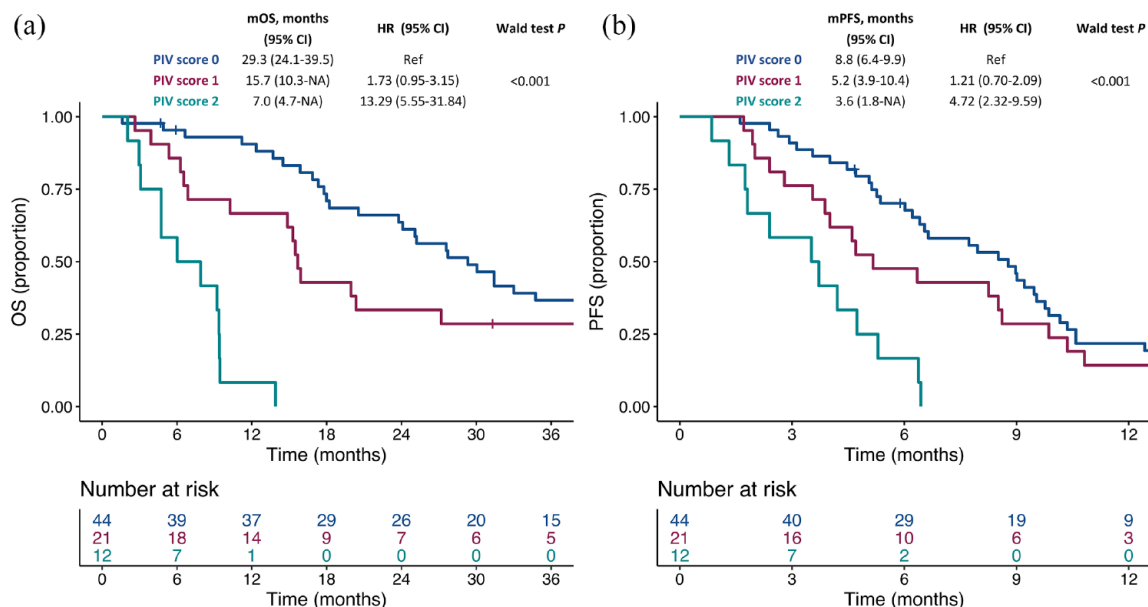 (a)
mOS, months HR (95% CI) Wald test P
(95% CI)
PIV score 0 29.3 (24.1-39.5) Ref
PIV score 1 15.7 (10.3-NA) 1.73 (0.95-3.15) <0.001
PIV score 2 7.0 (4.7-NA) 13.29 (5.55-31.84)
OS (proportion)
1.00
0.75
0.50
0.25
0.00
0 6 12 18 24 30 36
Time (months)
Number at risk
44 39 37 29 26 20 15
21 18 14 9 7 6 5
12 7 1 0 0 0 0
0 6 12 18 24 30 36
Time (months)
(b)
mPFS, months HR (95% CI) Wald test P
(95% CI)
PIV score 0 8.8 (6.4-9.9) Ref
PIV score 1 5.2 (3.9-10.4) 1.21 (0.70-2.09) <0.001
PIV score 2 3.6 (1.8-NA) 4.72 (2.32-9.59)
PFS (proportion)
1.00
0.75
0.50
0.25
0.00
0 3 6 9 12
Time (months)
Number at risk
44 40 29 19 9
21 16 10 6 3
12 7 2 0 0
0 3 6 9 12
Time (months)